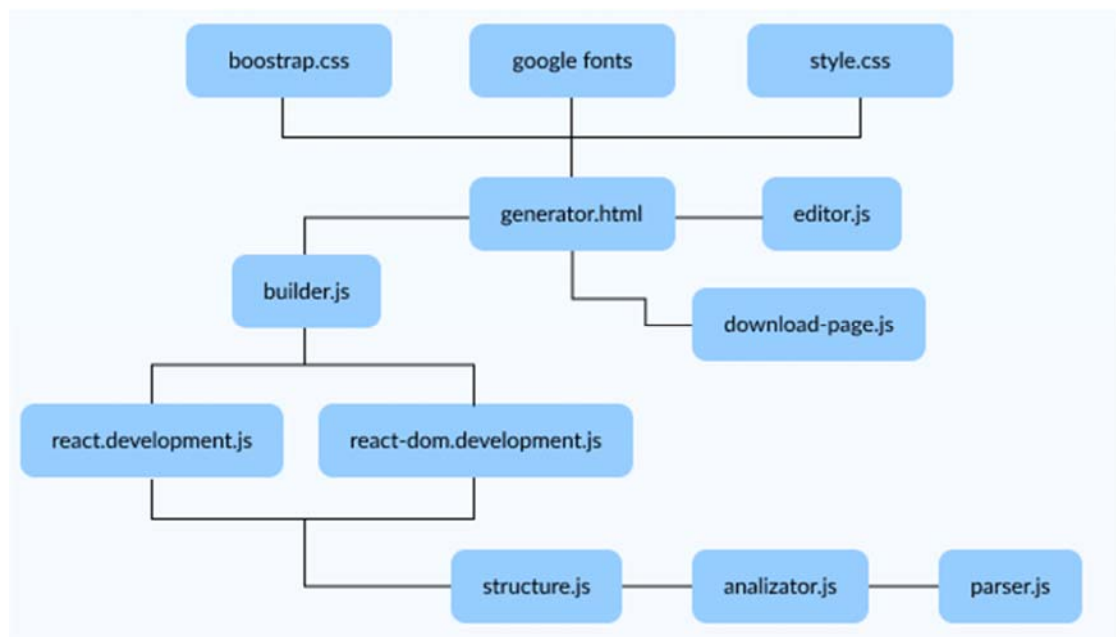 boostrap.css
google fonts
style.css
generator.html
editor.js
builder.js
download-page.js
react.development.js
react-dom.development.js
structure.js
analizator.js
parser.js